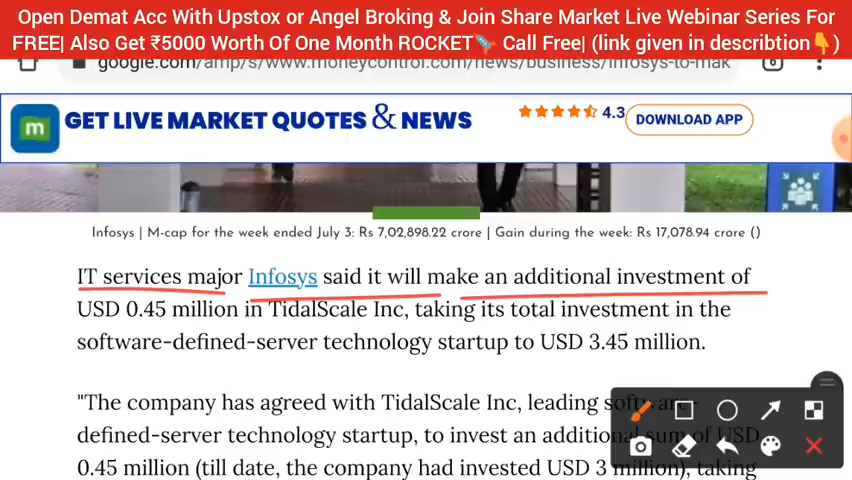 Open Demat Acc With Upstox or Angel Broking & Join Share Market Live Webinar Series For
FREE| Also Get ₹5000 Worth Of One Month ROCKET🚀 Call Free| (link given in describtion👇)
google.com/amp/s/www.moneycontrol.com/news/business/infosys-to-mak
m GET LIVE MARKET QUOTES & NEWS
4.3
DOWNLOAD APP
Infosys | M-cap for the week ended July 3: Rs 7,02,898.22 crore | Gain during the week: Rs 17,078.94 crore ()
IT services major Infosys said it will make an additional investment of
USD 0.45 million in TidalScale Inc, taking its total investment in the
software-defined-server technology startup to USD 3.45 million.
"The company has agreed with TidalScale Inc, leading software-
defined-server technology startup, to invest an additional sum of USD
0.45 million (till date, the company had invested USD 3 million), taking